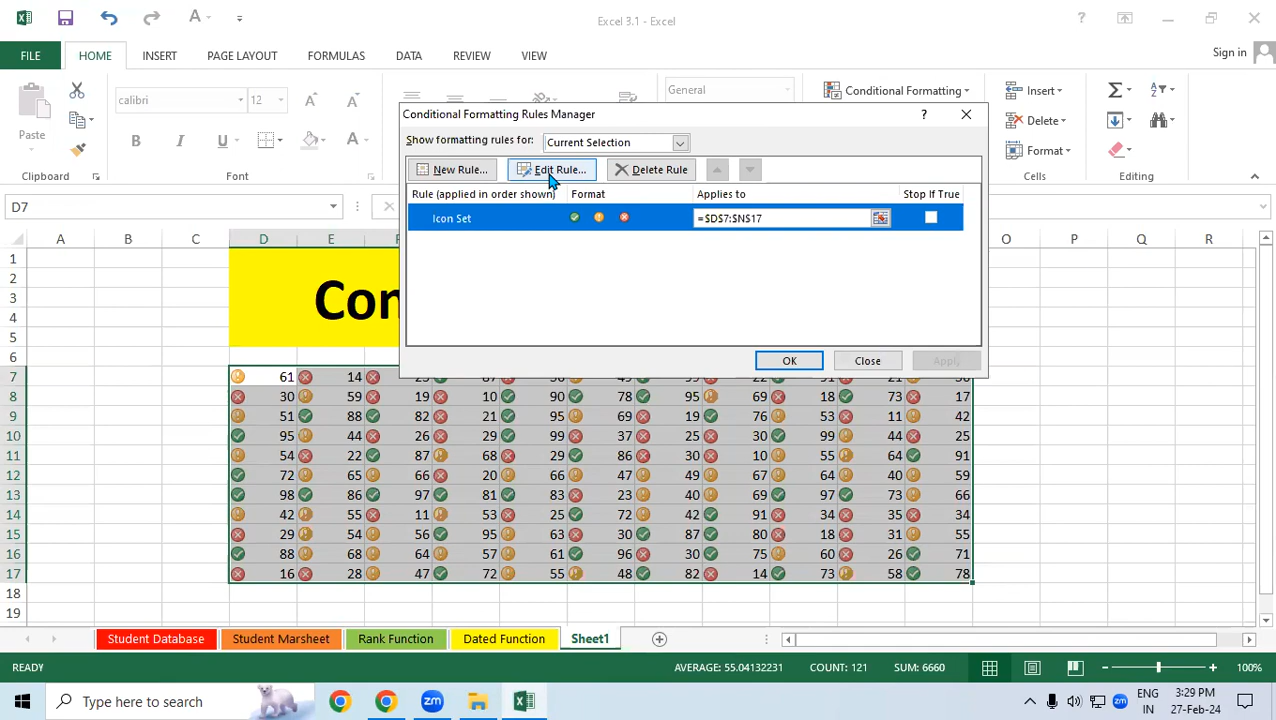 Excel 3.1 - Excel
FILE HOME INSERT PAGE LAYOUT FORMULAS DATA REVIEW VIEW Sign in
Paste
calibri 12
General
Conditional Formatting
Insert
Delete
Format
Clipboard Font Cells Editing
Conditional Formatting Rules Manager
Show formatting rules for: Current Selection
New Rule... Edit Rule... Delete Rule
Rule (applied in order shown) Format Applies to Stop If True
Icon Set =$D$7:$N$17
OK Close Apply
D7
A B C D E O P Q R
1
2
3 Con
4
5
6
7 61 14
8 30 59 19 10 90 78 95 69 18 73 17
9 51 88 82 21 95 69 19 76 53 11 42
10 95 44 26 29 99 37 25 30 99 44 25
11 54 22 87 68 29 86 30 10 55 64 91
12 72 65 66 20 66 47 49 67 64 50 59
13 98 86 97 81 83 23 40 69 97 73 66
14 42 55 11 53 25 72 42 91 34 35 34
15 29 54 56 95 63 30 87 80 18 31 55
16 88 68 64 57 61 96 30 75 60 26 71
17 16 28 47 72 55 48 82 14 73 58 78
18
19
Student Database Student Marsheet Rank Function Dated Function Sheet1
READY AVERAGE: 55.04132231 COUNT: 121 SUM: 6660 100%
Type here to search
ENG
IN
3:29 PM
27-Feb-24